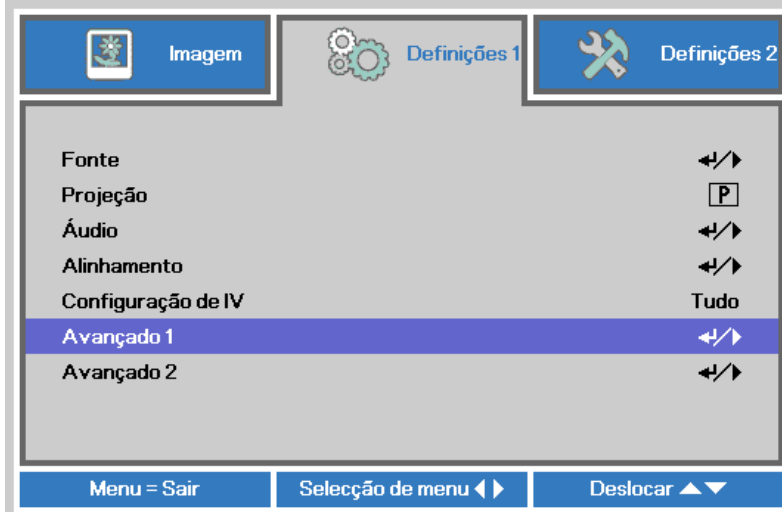 Imagem
Definições 1
Definições 2
Fonte
Projeção P
Áudio
Alinhamento
Configuração de IV Tudo
Avançado 1
Avançado 2
Menu = Sair
Selecção de menu
Deslocar